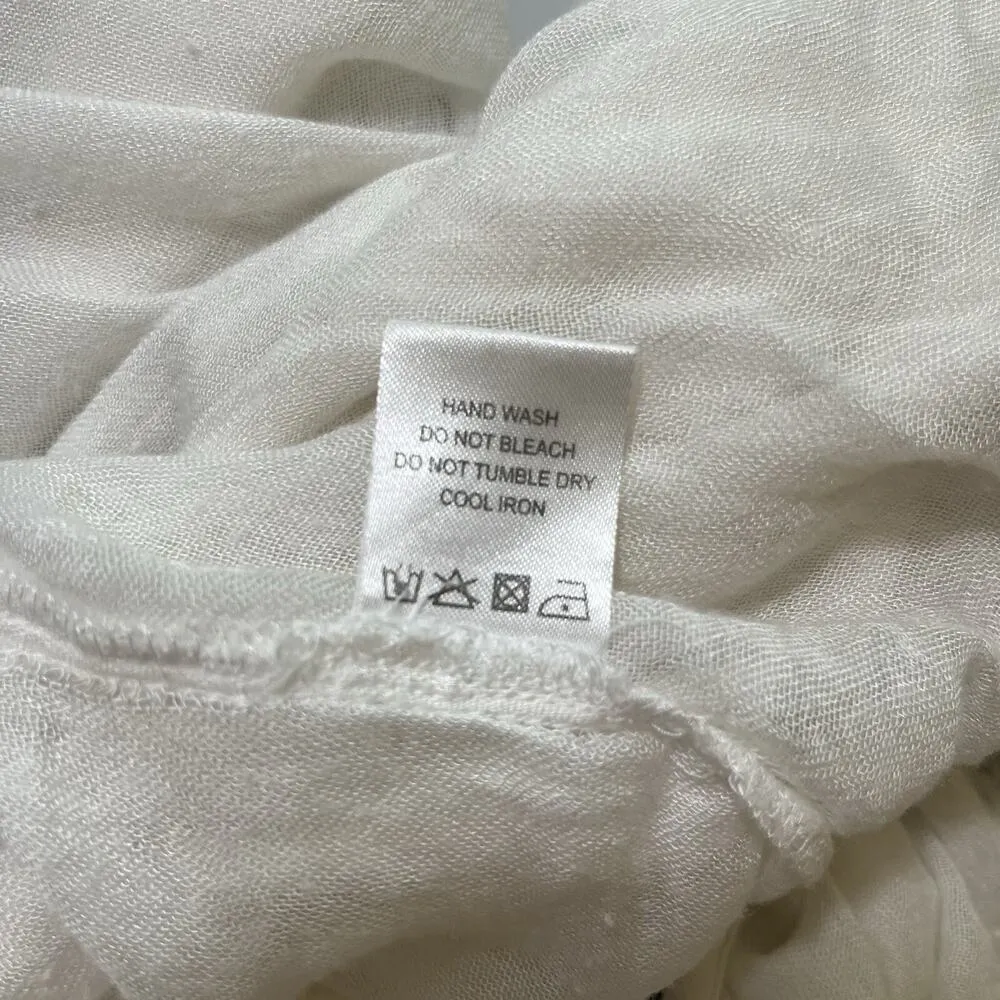 HAND WASH
DO NOT BLEACH
DO NOT TUMBLE DRY
COOL IRON